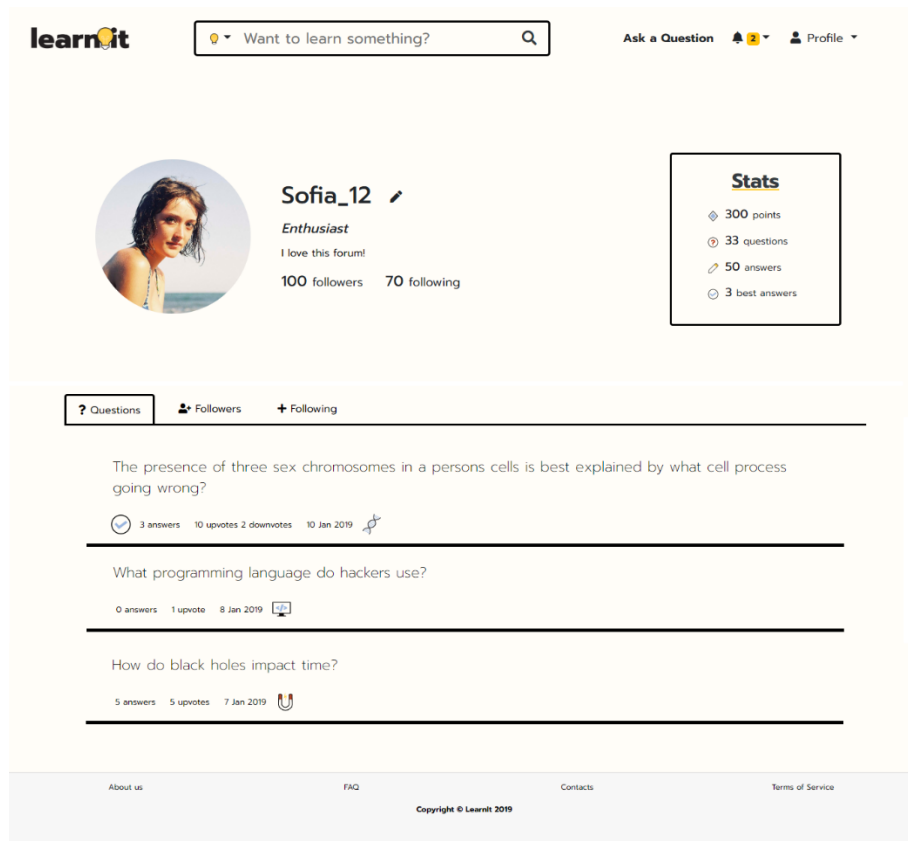 learnit
Want to learn something?
Ask a Question 2 Profile
Sofia_12
Enthusiast
I love this forum!
100 followers 70 following
Stats
300 points
33 questions
50 answers
3 best answers
? Questions Followers Following
The presence of three sex chromosomes in a persons cells is best explained by what cell process
going wrong?
3 answers 10 upvotes 2 downvotes 10 Jan 2019
What programming language do hackers use?
0 answers 1 upvote 8 Jan 2019
</>
How do black holes impact time?
5 answers 5 upvotes 7 Jan 2019
About us FAQ Contacts Terms of Service
Copyright © LearnIt 2019